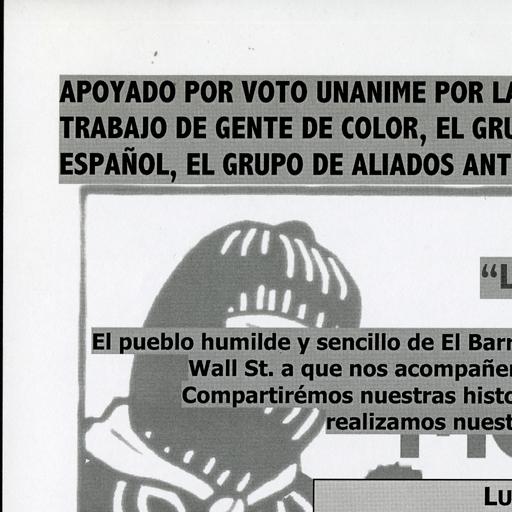 APOYADO POR VOTO UNANIME POR LA
TRABAJO DE GENTE DE COLOR, EL GRU
ESPAÑOL, EL GRUPO DE ALIADOS ANT
“L
El pueblo humilde y sencillo de El Barr
Wall St. a que nos acompañer
Compartirémos nuestras histo
realizamos nuest
Lu